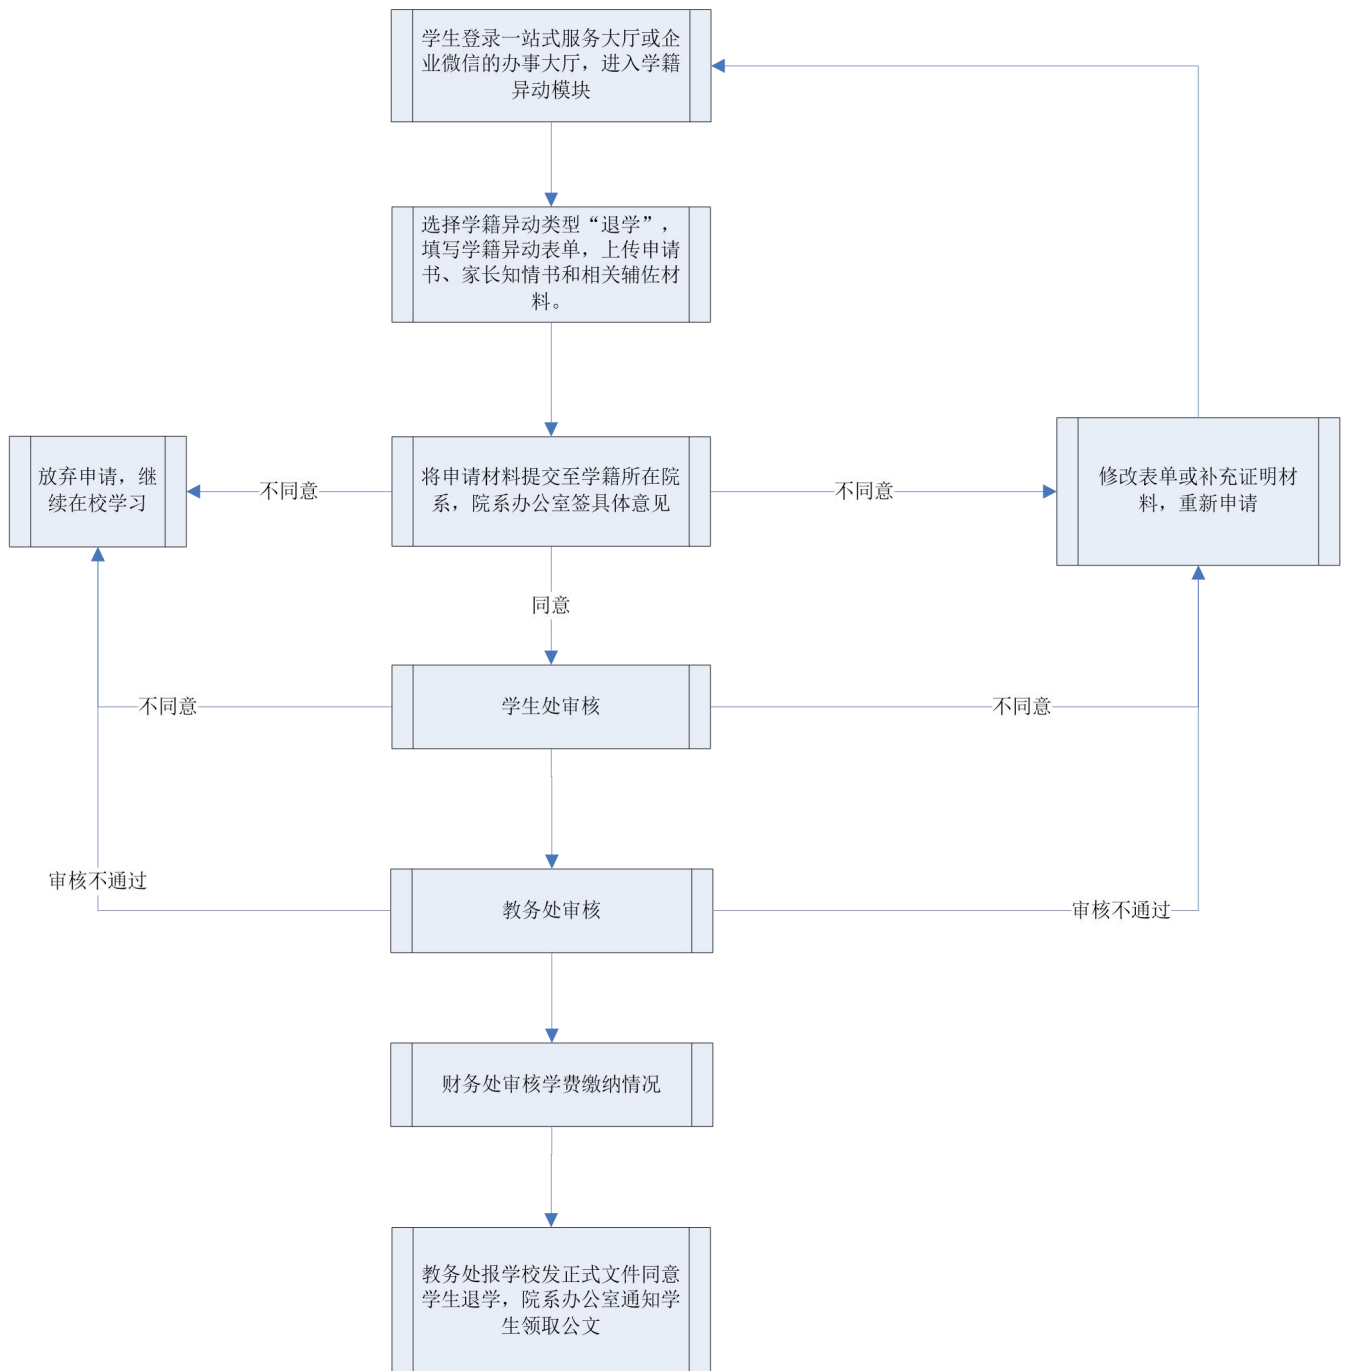 学生登录一站式服务大厅或企
业微信的办事大厅，进入学籍
异动模块
选择学籍异动类型“退学”，
填写学籍异动表单，上传申请
书、家长知情书和相关辅佐材
料。
放弃申请，继
续在校学习
不同意
将申请材料提交至学籍所在院
系，院系办公室签具体意见
不同意
修改表单或补充证明材
料，重新申请
同意
不同意
学生处审核
不同意
审核不通过
教务处审核
审核不通过
财务处审核学费缴纳情况
教务处报学校发正式文件同意
学生退学，院系办公室通知学
生领取公文